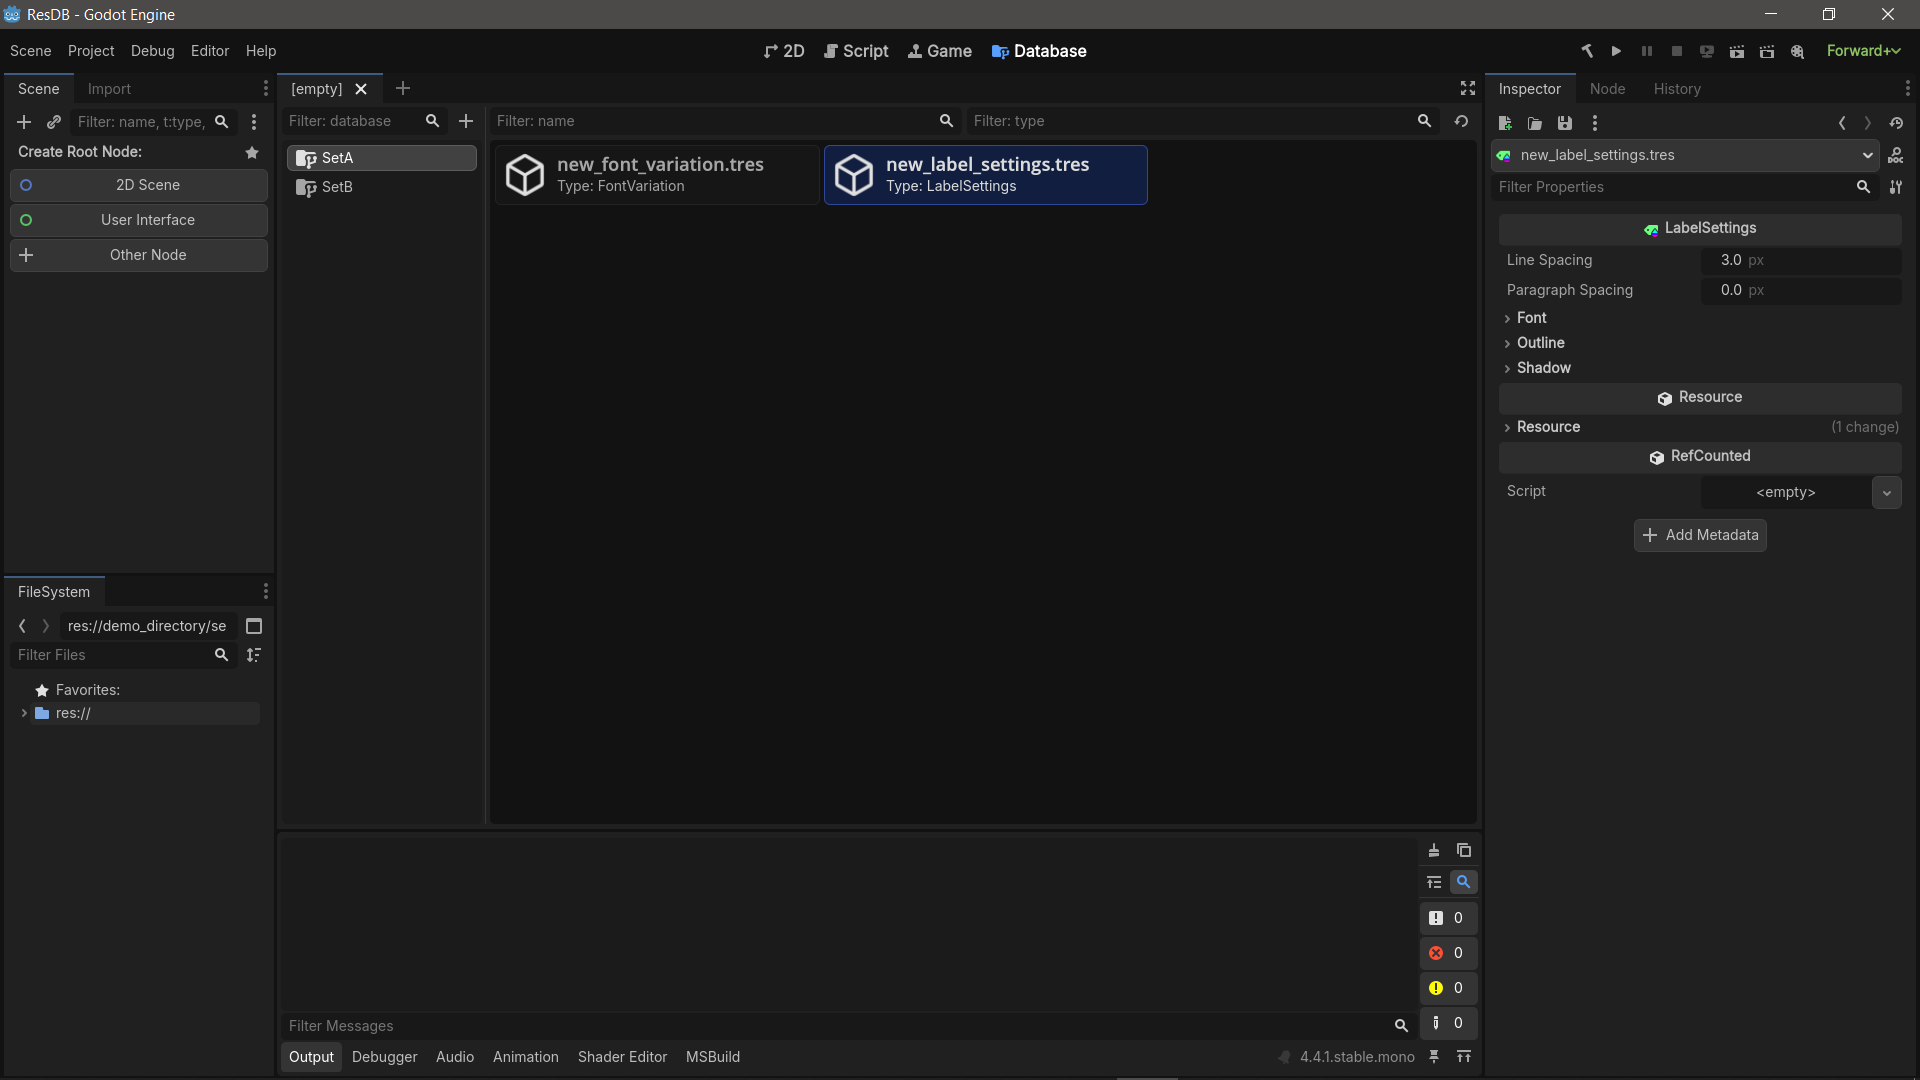 ResDB - Godot Engine
Scene Project Debug Editor Help
2D Script Game Database
Forward+
Scene Import
Filter: name, t:type,
Create Root Node:
2D Scene
User Interface
Other Node
FileSystem
res://demo_directory/se
Filter Files
Favorites:
res://
[empty]
Filter: database
SetA
SetB
Filter: name
Filter: type
new_font_variation.tres
Type: FontVariation
new_label_settings.tres
Type: LabelSettings
0
0
0
0
Filter Messages
Output Debugger Audio Animation Shader Editor MSBuild
4.4.1.stable.mono
Inspector Node History
new_label_settings.tres
DOC
Filter Properties
LabelSettings
Line Spacing 3.0 px
Paragraph Spacing 0.0 px
Font
Outline
Shadow
Resource
Resource (1 change)
RefCounted
Script <empty>
Add Metadata